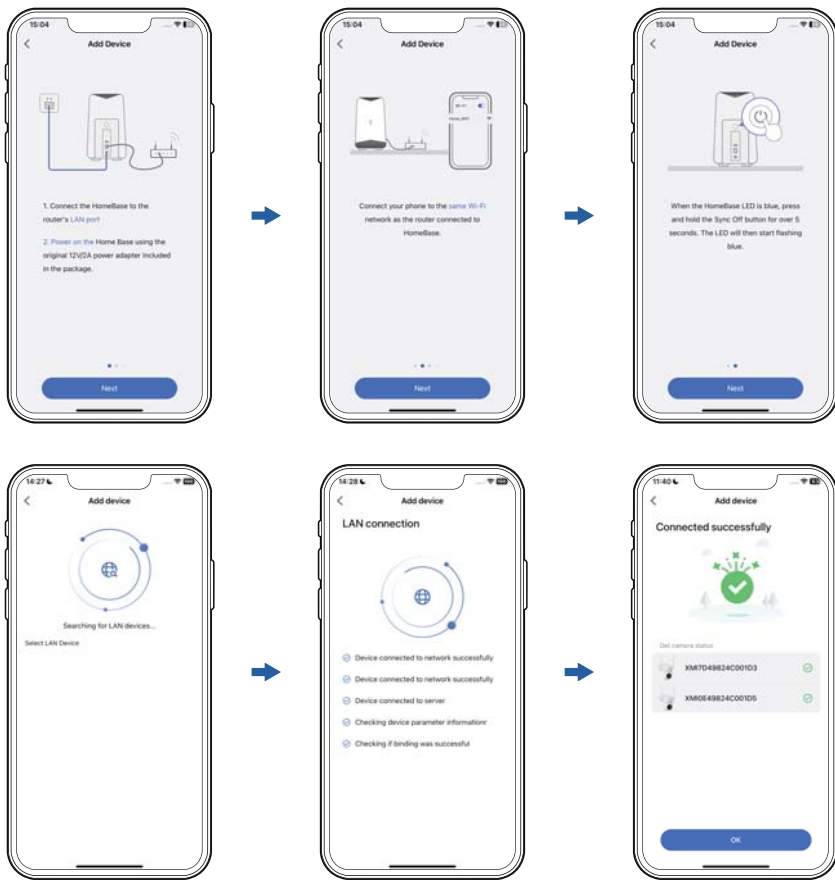 15:04
Add Device
1. Connect the HomeBase to the
router's LAN port
2. Power on the Home Base using the
original 12V/2A power adapter included
in the package.
Next
15:04
Add Device
Wi-Fi
Connect your phone to the same Wi-Fi
network as the router connected to
HomeBase.
Next
15:04
Add Device
When the HomeBase LED is blue, press
and hold the Sync Off button for over 5
seconds. The LED will then start flashing
blue.
Next
14:27
Add device
Searching for LAN devices...
Select LAN Device
14:28
Add device
LAN connection
Device connected to network successfully
Device connected to network successfully
Device connected to server
Checking device parameter informationr
Checking if binding was successful
11:40
Add device
Connected successfully
camera status
XMI7D49824C001D3
XMI0E49824C001D5
OK